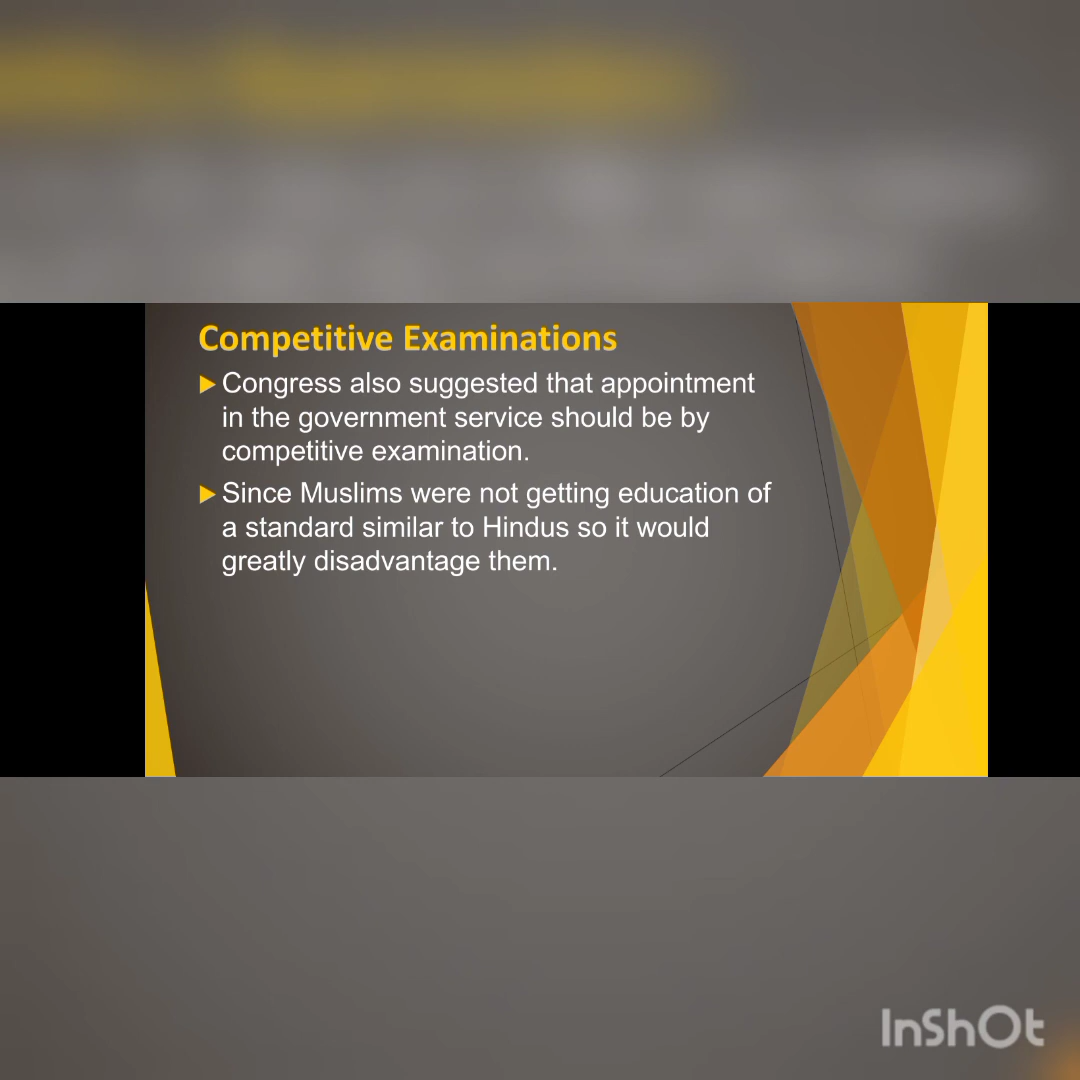 Competitive Examinations
Congress also suggested that appointment
in the government service should be by
competitive examination.
Since Muslims were not getting education of
a standard similar to Hindus so it would
greatly disadvantage them.
InShOt